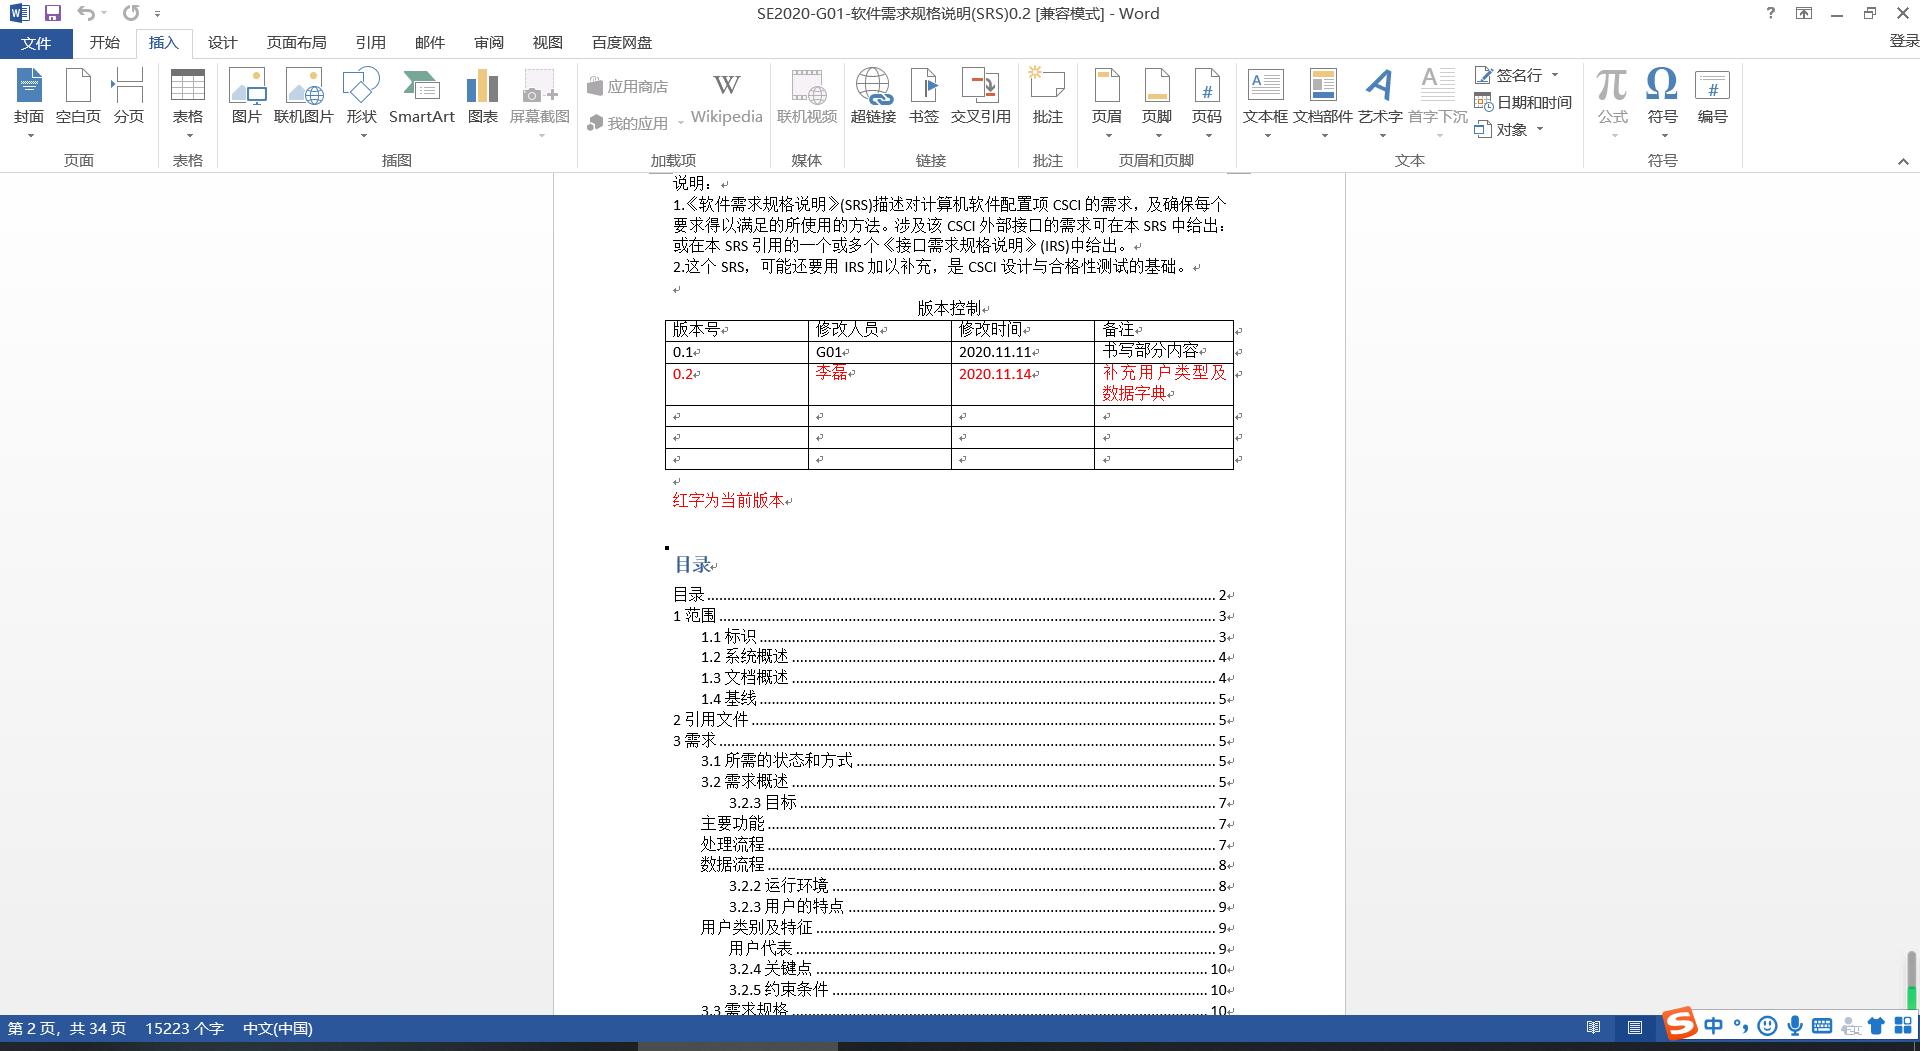 SE2020-G01-软件需求规格说明(SRS)0.2 [兼容模式] - Word
文件 开始 插入 设计 页面布局 引用 邮件 审阅 视图 百度网盘 登录
封面 空白页 分页 表格 图片 联机图片 形状 SmartArt 图表 屏幕截图 应用商店 我的应用 Wikipedia 联机视频 超链接 书签 交叉引用 批注 页眉 页脚 页码 文本框 文档部件 艺术字 首字下沉 签名行 日期和时间 对象 公式 符号 编号
页面 表格 插图 加载项 媒体 链接 批注 页眉和页脚 文本 符号
说明：
1.《软件需求规格说明》(SRS)描述对计算机软件配置项 CSCI 的需求，及确保每个
要求得以满足的所使用的方法。涉及该 CSCI 外部接口的需求可在本 SRS 中给出：
或在本 SRS 引用的一个或多个《接口需求规格说明》(IRS)中给出。
2.这个 SRS，可能还要用 IRS 加以补充，是 CSCI 设计与合格性测试的基础。
版本控制
版本号 修改人员 修改时间 备注
0.1 G01 2020.11.11 书写部分内容
0.2 李磊 2020.11.14 补充用户类型及
数据字典
红字为当前版本
目录
目录 2
1 范围 3
1.1 标识 3
1.2 系统概述 4
1.3 文档概述 4
1.4 基线 5
2 引用文件 5
3 需求 5
3.1 所需的状态和方式 5
3.2 需求概述 5
3.2.3 目标 7
主要功能 7
处理流程 7
数据流程 8
3.2.2 运行环境 8
3.2.3 用户的特点 9
用户类别及特征 9
用户代表 9
3.2.4 关键点 10
3.2.5 约束条件 10
3.3 需求规格 10
第 2 页，共 34 页 15223 个字 中文(中国) 中